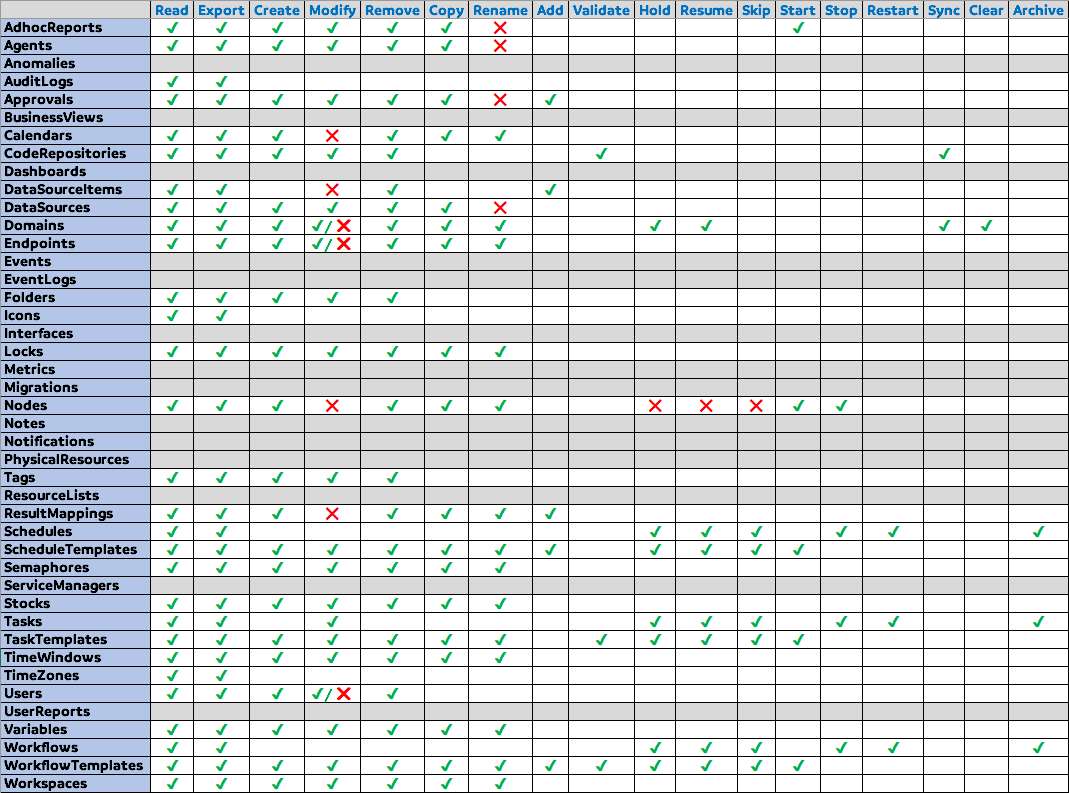 Read Export Create Modify Remove Copy Rename Add Validate Hold Resume Skip Start Stop Restart Sync Clear Archive
AdhocReports ✓ ✓ ✓ ✓ ✓ ✓ ✗ ✓
Agents ✓ ✓ ✓ ✓ ✓ ✓ ✗
Anomalies
AuditLogs ✓ ✓
Approvals ✓ ✓ ✓ ✓ ✓ ✓ ✗ ✓
BusinessViews
Calendars ✓ ✓ ✓ ✗ ✓ ✓ ✓
CodeRepositories ✓ ✓ ✓ ✓ ✓ ✓ ✓
Dashboards
DataSourceItems ✓ ✓ ✗ ✓ ✓
DataSources ✓ ✓ ✓ ✓ ✓ ✓ ✗
Domains ✓ ✓ ✓ ✓/✗ ✓ ✓ ✓ ✓ ✓ ✓ ✓
Endpoints ✓ ✓ ✓ ✓/✗ ✓ ✓ ✓
Events
EventLogs
Folders ✓ ✓ ✓ ✓ ✓
Icons ✓ ✓
Interfaces
Locks ✓ ✓ ✓ ✓ ✓ ✓ ✓
Metrics
Migrations
Nodes ✓ ✓ ✓ ✗ ✓ ✓ ✓ ✗ ✗ ✗ ✓ ✓
Notes
Notifications
PhysicalResources
Tags ✓ ✓ ✓ ✓ ✓
ResourceLists
ResultMappings ✓ ✓ ✓ ✗ ✓ ✓ ✓ ✓
Schedules ✓ ✓ ✓ ✓ ✓ ✓ ✓ ✓
ScheduleTemplates ✓ ✓ ✓ ✓ ✓ ✓ ✓ ✓ ✓ ✓ ✓ ✓
Semaphores ✓ ✓ ✓ ✓ ✓ ✓ ✓
ServiceManagers
Stocks ✓ ✓ ✓ ✓ ✓ ✓ ✓
Tasks ✓ ✓ ✓ ✓ ✓ ✓ ✓ ✓ ✓
TaskTemplates ✓ ✓ ✓ ✓ ✓ ✓ ✓ ✓ ✓ ✓ ✓ ✓
TimeWindows ✓ ✓ ✓ ✓ ✓ ✓ ✓
TimeZones ✓ ✓
Users ✓ ✓ ✓ ✓/✗ ✓
UserReports
Variables ✓ ✓ ✓ ✓ ✓ ✓ ✓
Workflows ✓ ✓ ✓ ✓ ✓ ✓ ✓ ✓
WorkflowTemplates ✓ ✓ ✓ ✓ ✓ ✓ ✓ ✓ ✓ ✓ ✓ ✓ ✓
Workspaces ✓ ✓ ✓ ✓ ✓ ✓ ✓